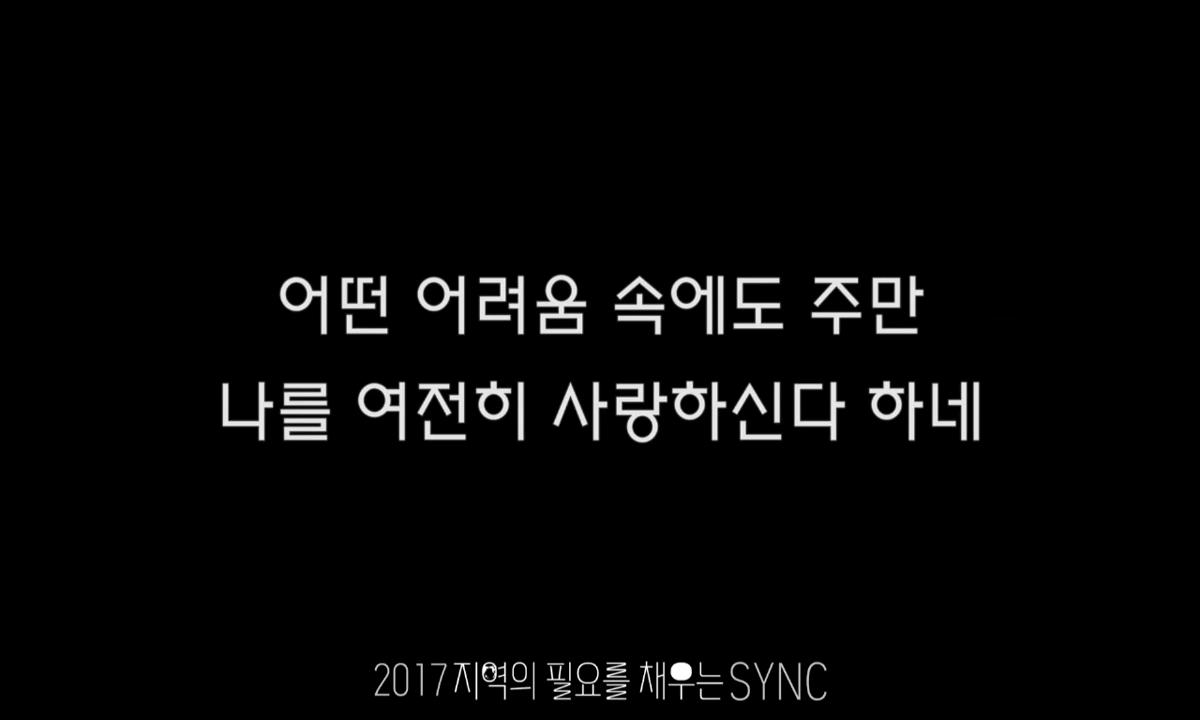 어떤 어려움 속에도 주만
나를 여전히 사랑하신다 하네
2017 지역의 필요를 채우는 SYNC